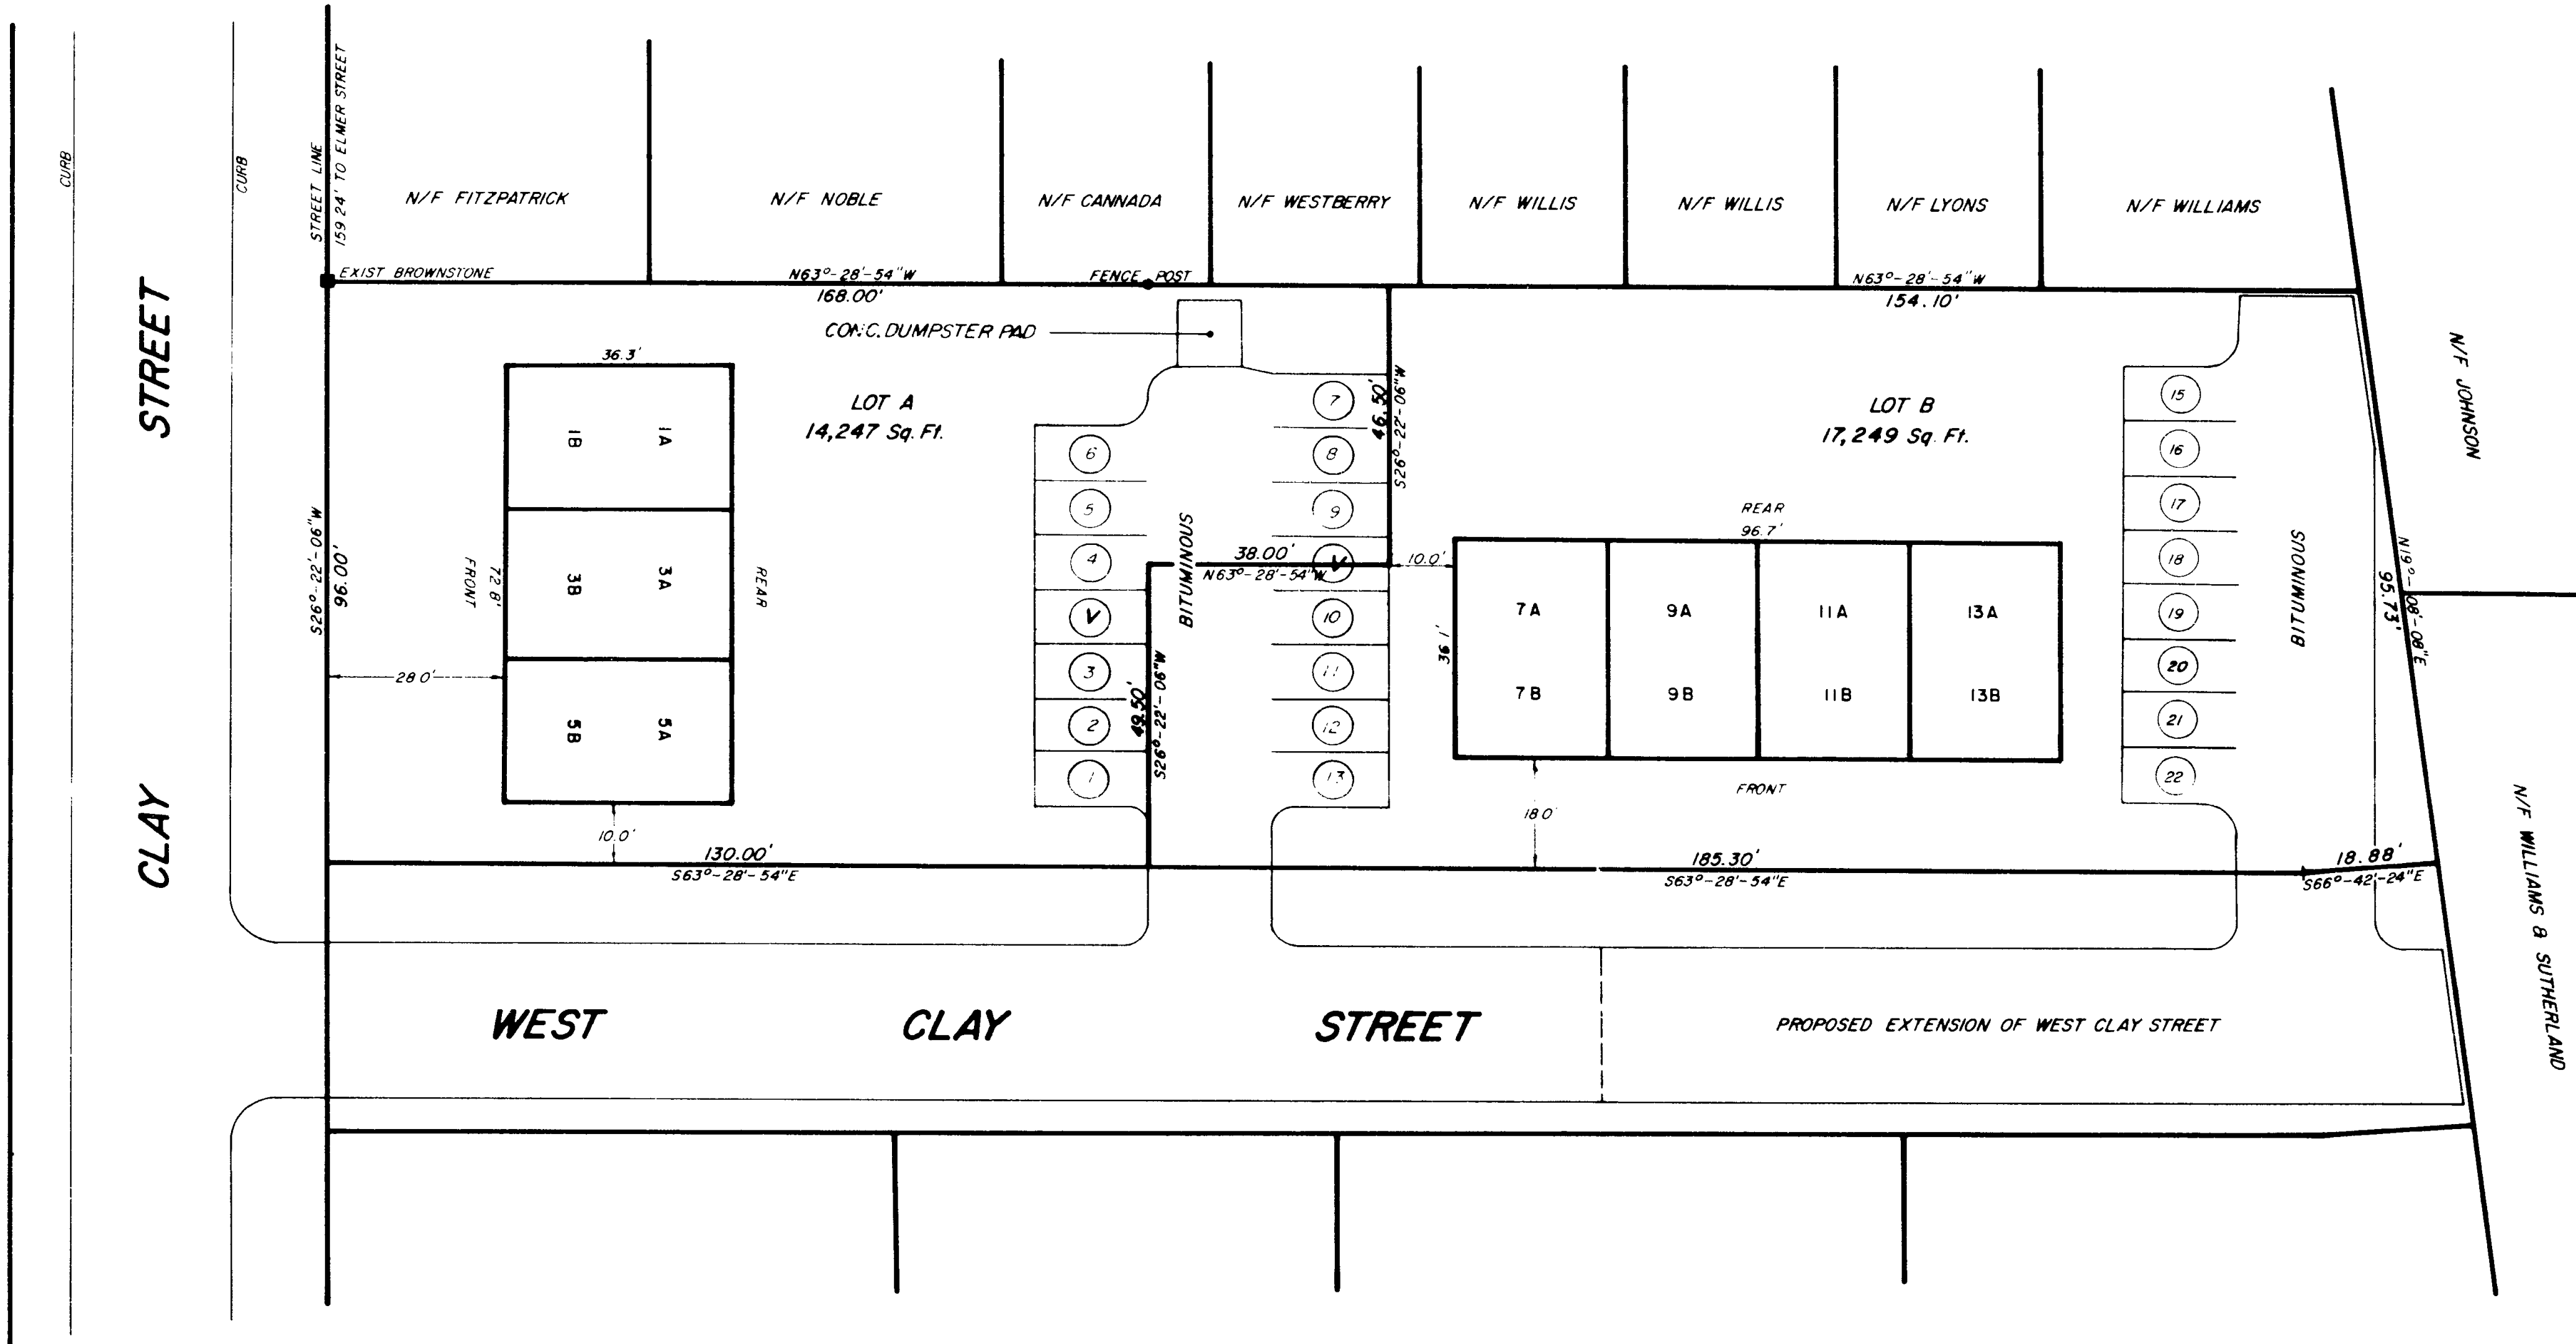 CURB
CURB
STREET LINE
159 24' TO ELMER STREET
N/F FITZPATRICK
N/F NOBLE
N/F CANNADA
N/F WESTBERRY
N/F WILLIS
N/F WILLIS
N/F LYONS
N/F WILLIAMS
EXIST BROWNSTONE
N63°-28'-54"W
168.00'
FENCE POST
N63°-28'-54"W
154.10'
CONC. DUMPSTER PAD
CLAY STREET
S26°-22'-06"W
96.00'
36.3'
1B
1A
3B
3A
5B
5A
FRONT
72 8'
REAR
28 0'
10.0'
LOT A
14,247 Sq. Ft.
6
5
4
V
3
2
1
BITUMINOUS
7
8
9
V
10
11
12
13
46.50'
S26°-22'-06"W
38.00'
N63°-28'-54"W
49.50'
S26°-22'-06"W
10.0'
LOT B
17,249 Sq. Ft.
REAR
96.7'
36 1'
7A
9A
11A
13A
7B
9B
11B
13B
FRONT
18 0'
15
16
17
18
19
20
21
22
BITUMINOUS
N19°-08'-08"E
95.73'
N/F JOHNSON
N/F WILLIAMS & SUTHERLAND
130.00'
S63°-28'-54"E
185.30'
S63°-28'-54"E
18.88'
S66°-42'-24"E
WEST CLAY STREET
PROPOSED EXTENSION OF WEST CLAY STREET